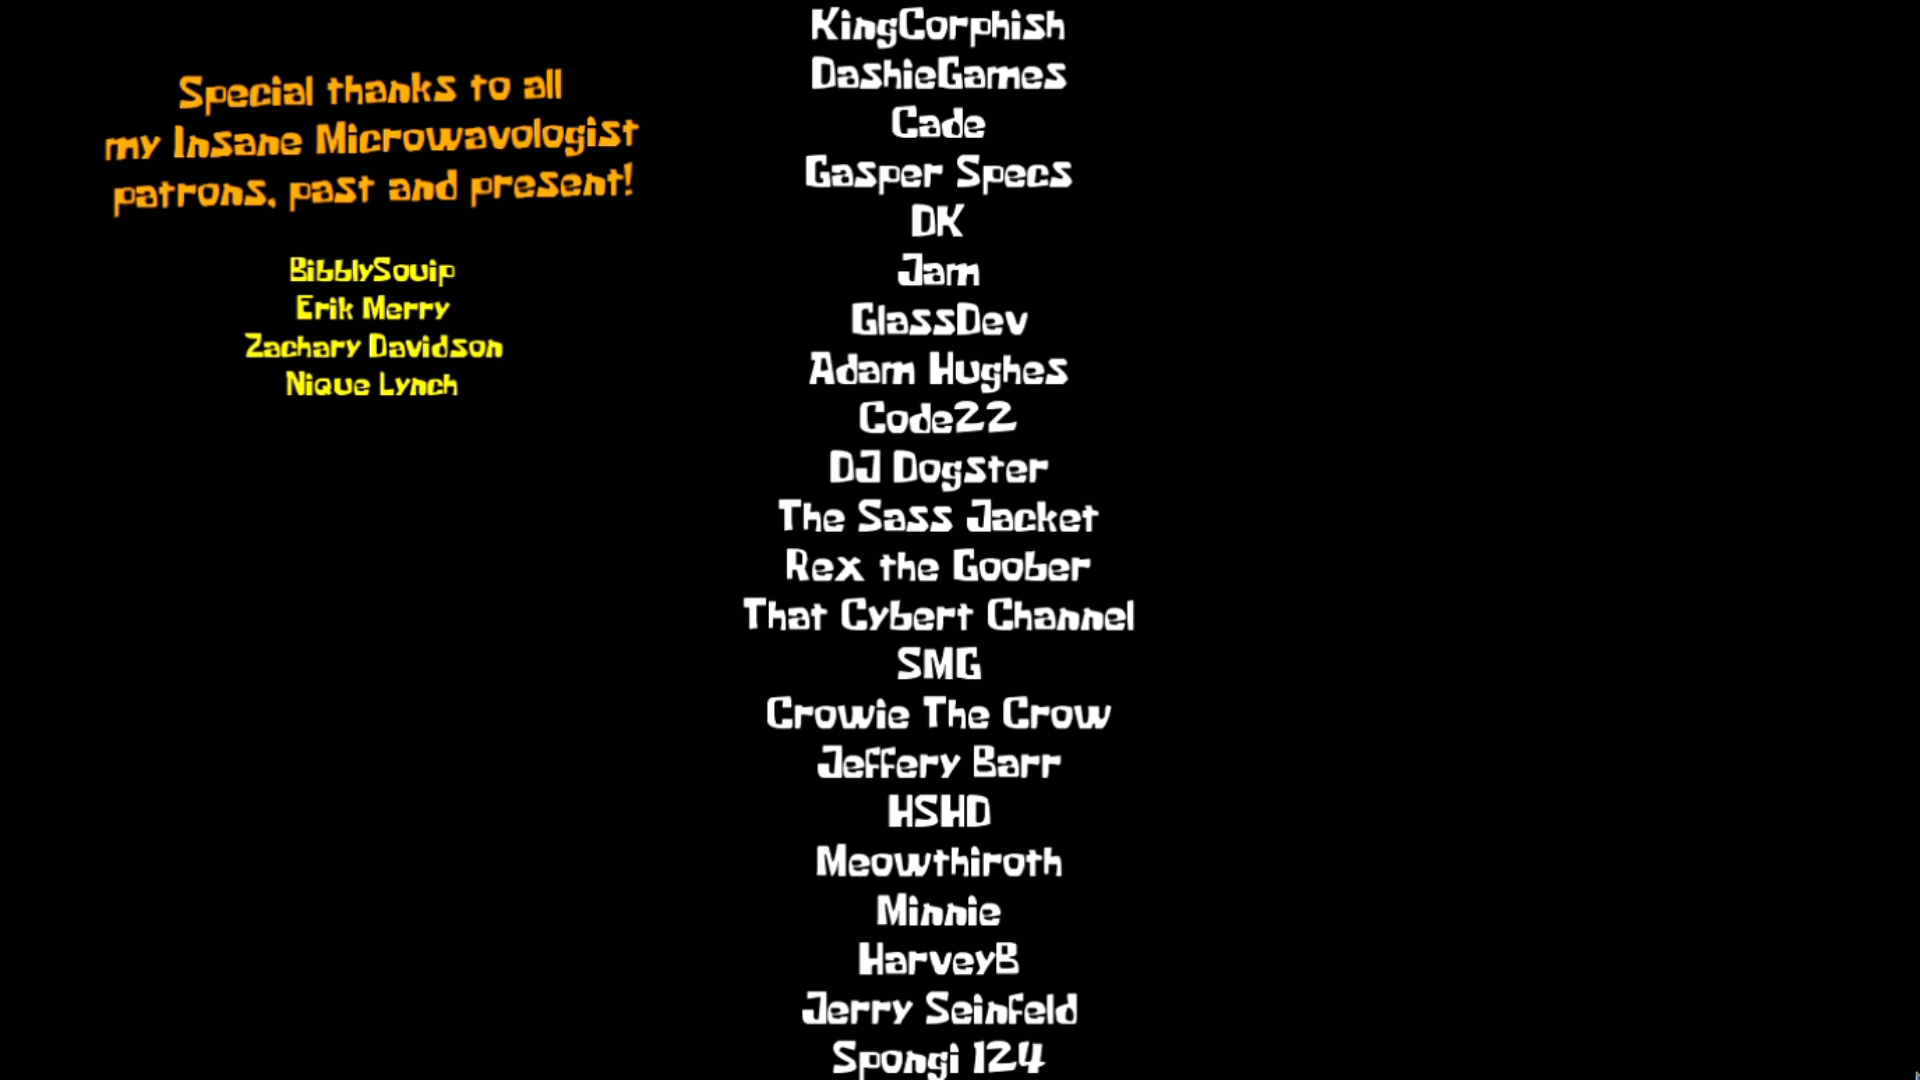 Special thanks to all
my Insane Microwavologist
patrons, past and present!
BibblySouip
Erik Merry
Zachary Davidson
Nique Lynch
KingCorphish
DashieGames
Cade
Gasper Specs
DK
Jam
GlassDev
Adam Hughes
Code22
DJ Dogster
The Sass Jacket
Rex the Goober
That Cybert Channel
SMG
Crowie The Crow
Jeffery Barr
HSHD
Meowthiroth
Minnie
HarveyB
Jerry Seinfeld
Spongi 124